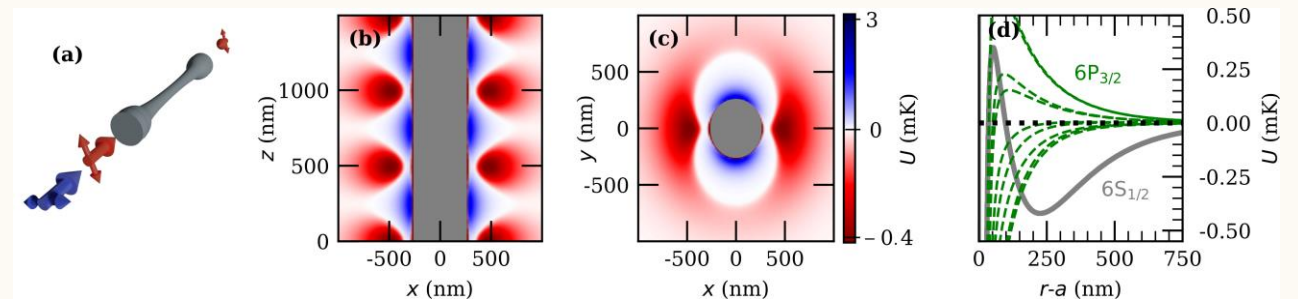 (a)
(b)
z (nm)
1000
500
0
-500 0 500
x (nm)
(c)
y (nm)
500
0
-500
-500 0 500
x (nm)
3
0
−0.4
U (mK)
(d)
6P3/2
6S1/2
0.50
0.25
0.00
-0.25
-0.50
U (mK)
0 250 500 750
r-a (nm)